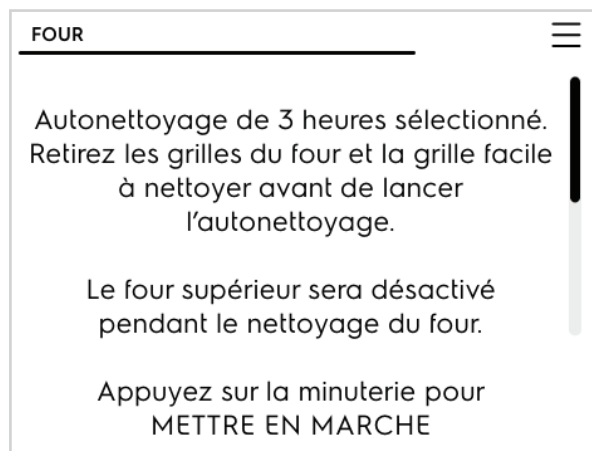 FOUR
Autonettoyage de 3 heures sélectionné.
Retirez les grilles du four et la grille facile
à nettoyer avant de lancer
l'autonettoyage.
Le four supérieur sera désactivé
pendant le nettoyage du four.
Appuyez sur la minuterie pour
METTRE EN MARCHE